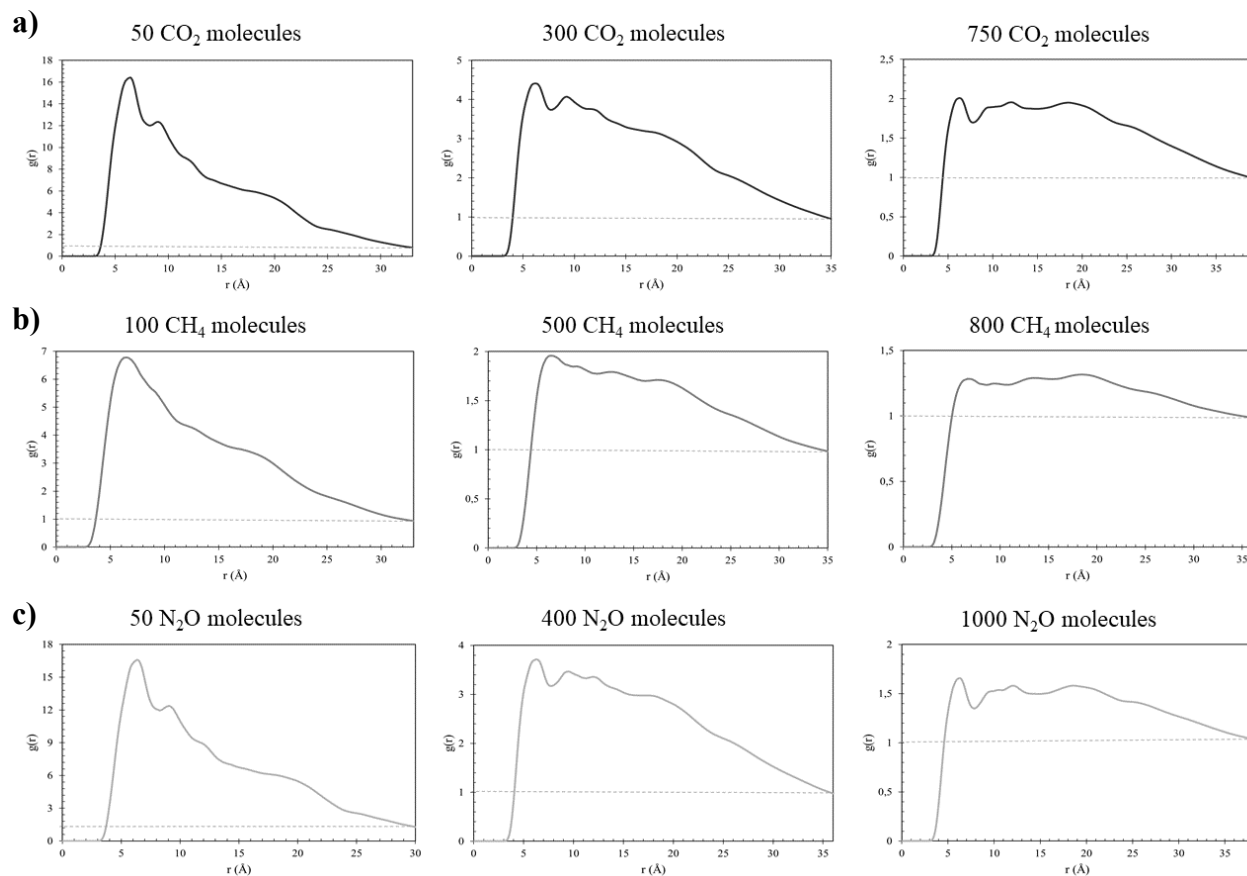 a)
50 CO₂ molecules
300 CO₂ molecules
750 CO₂ molecules
18
16
14
12
10
8
6
4
2
0
g(r)
0 5 10 15 20 25 30
r (Å)
5
4
3
2
1
0
g(r)
0 5 10 15 20 25 30 35
r (Å)
2,5
2
1,5
1
0,5
0
g(r)
0 5 10 15 20 25 30 35
r (Å)
b)
100 CH₄ molecules
500 CH₄ molecules
800 CH₄ molecules
7
6
5
4
3
2
1
0
g(r)
0 5 10 15 20 25 30
r (Å)
2
1,5
1
0,5
0
g(r)
0 5 10 15 20 25 30 35
r (Å)
1,5
1
0,5
0
g(r)
0 5 10 15 20 25 30 35
r (Å)
c)
50 N₂O molecules
400 N₂O molecules
1000 N₂O molecules
18
15
12
9
6
3
0
g(r)
0 5 10 15 20 25 30
r (Å)
4
3
2
1
0
g(r)
0 5 10 15 20 25 30 35
r (Å)
2
1,5
1
0,5
0
g(r)
0 5 10 15 20 25 30 35
r (Å)